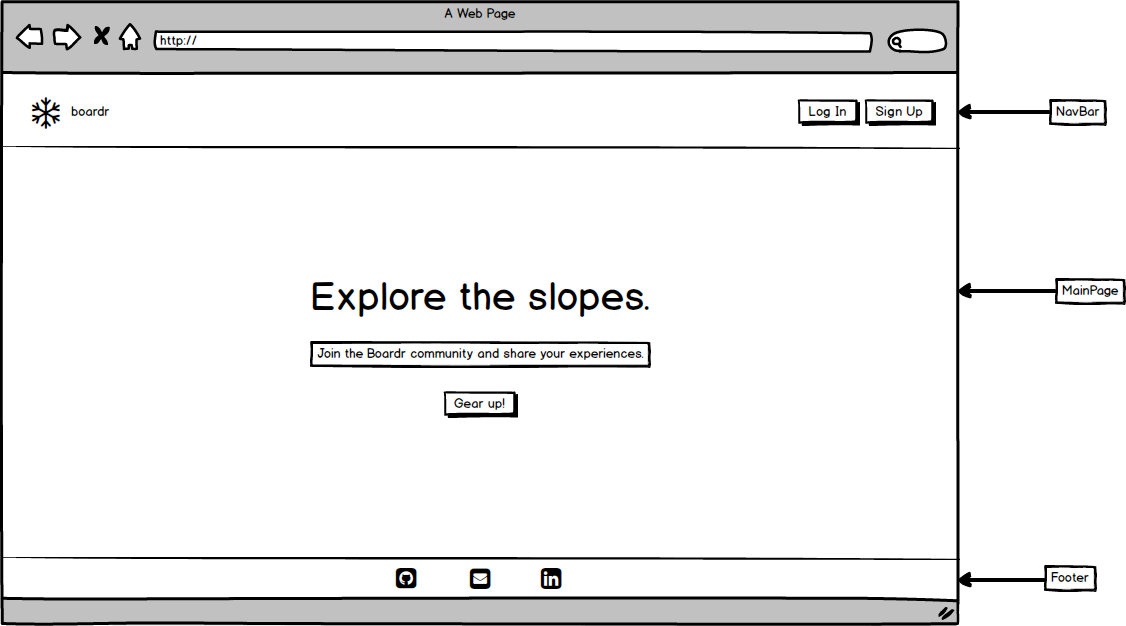 A Web Page
http://
boardr
Log In
Sign Up
NavBar
Explore the slopes.
MainPage
Join the Boardr community and share your experiences.
Gear up!
in
Footer